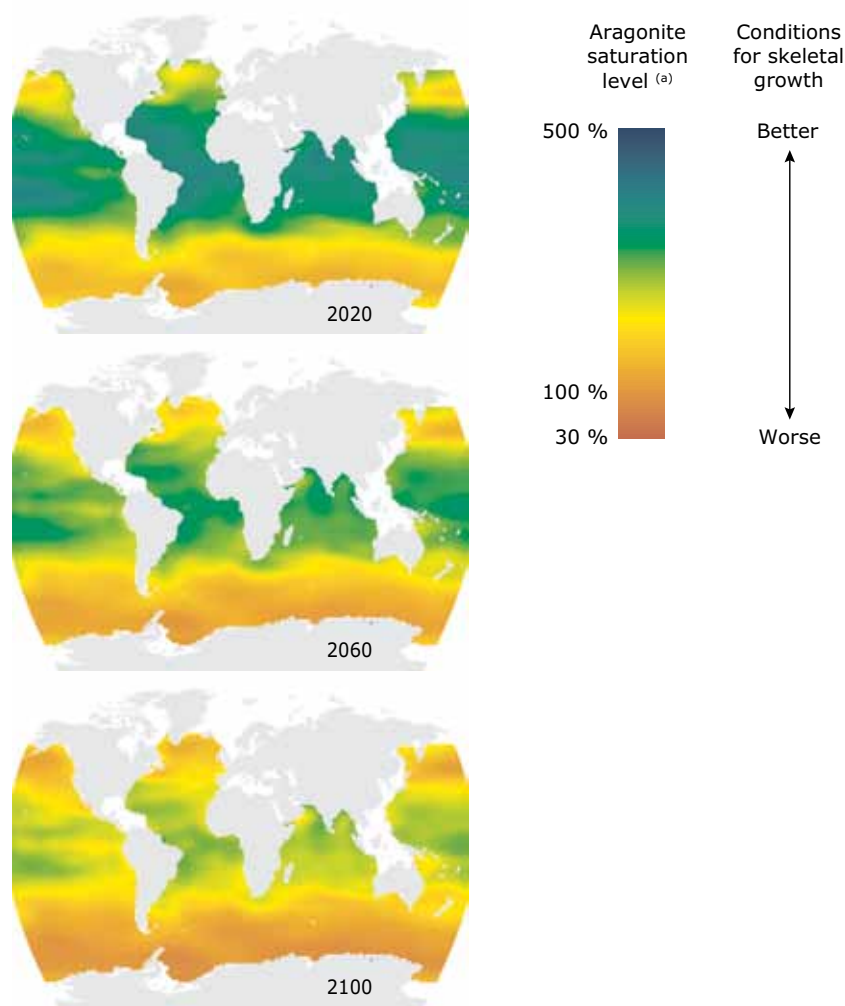 Aragonite
saturation
level (a)
Conditions
for skeletal
growth
500 %
Better
100 %
30 %
Worse
2020
2060
2100